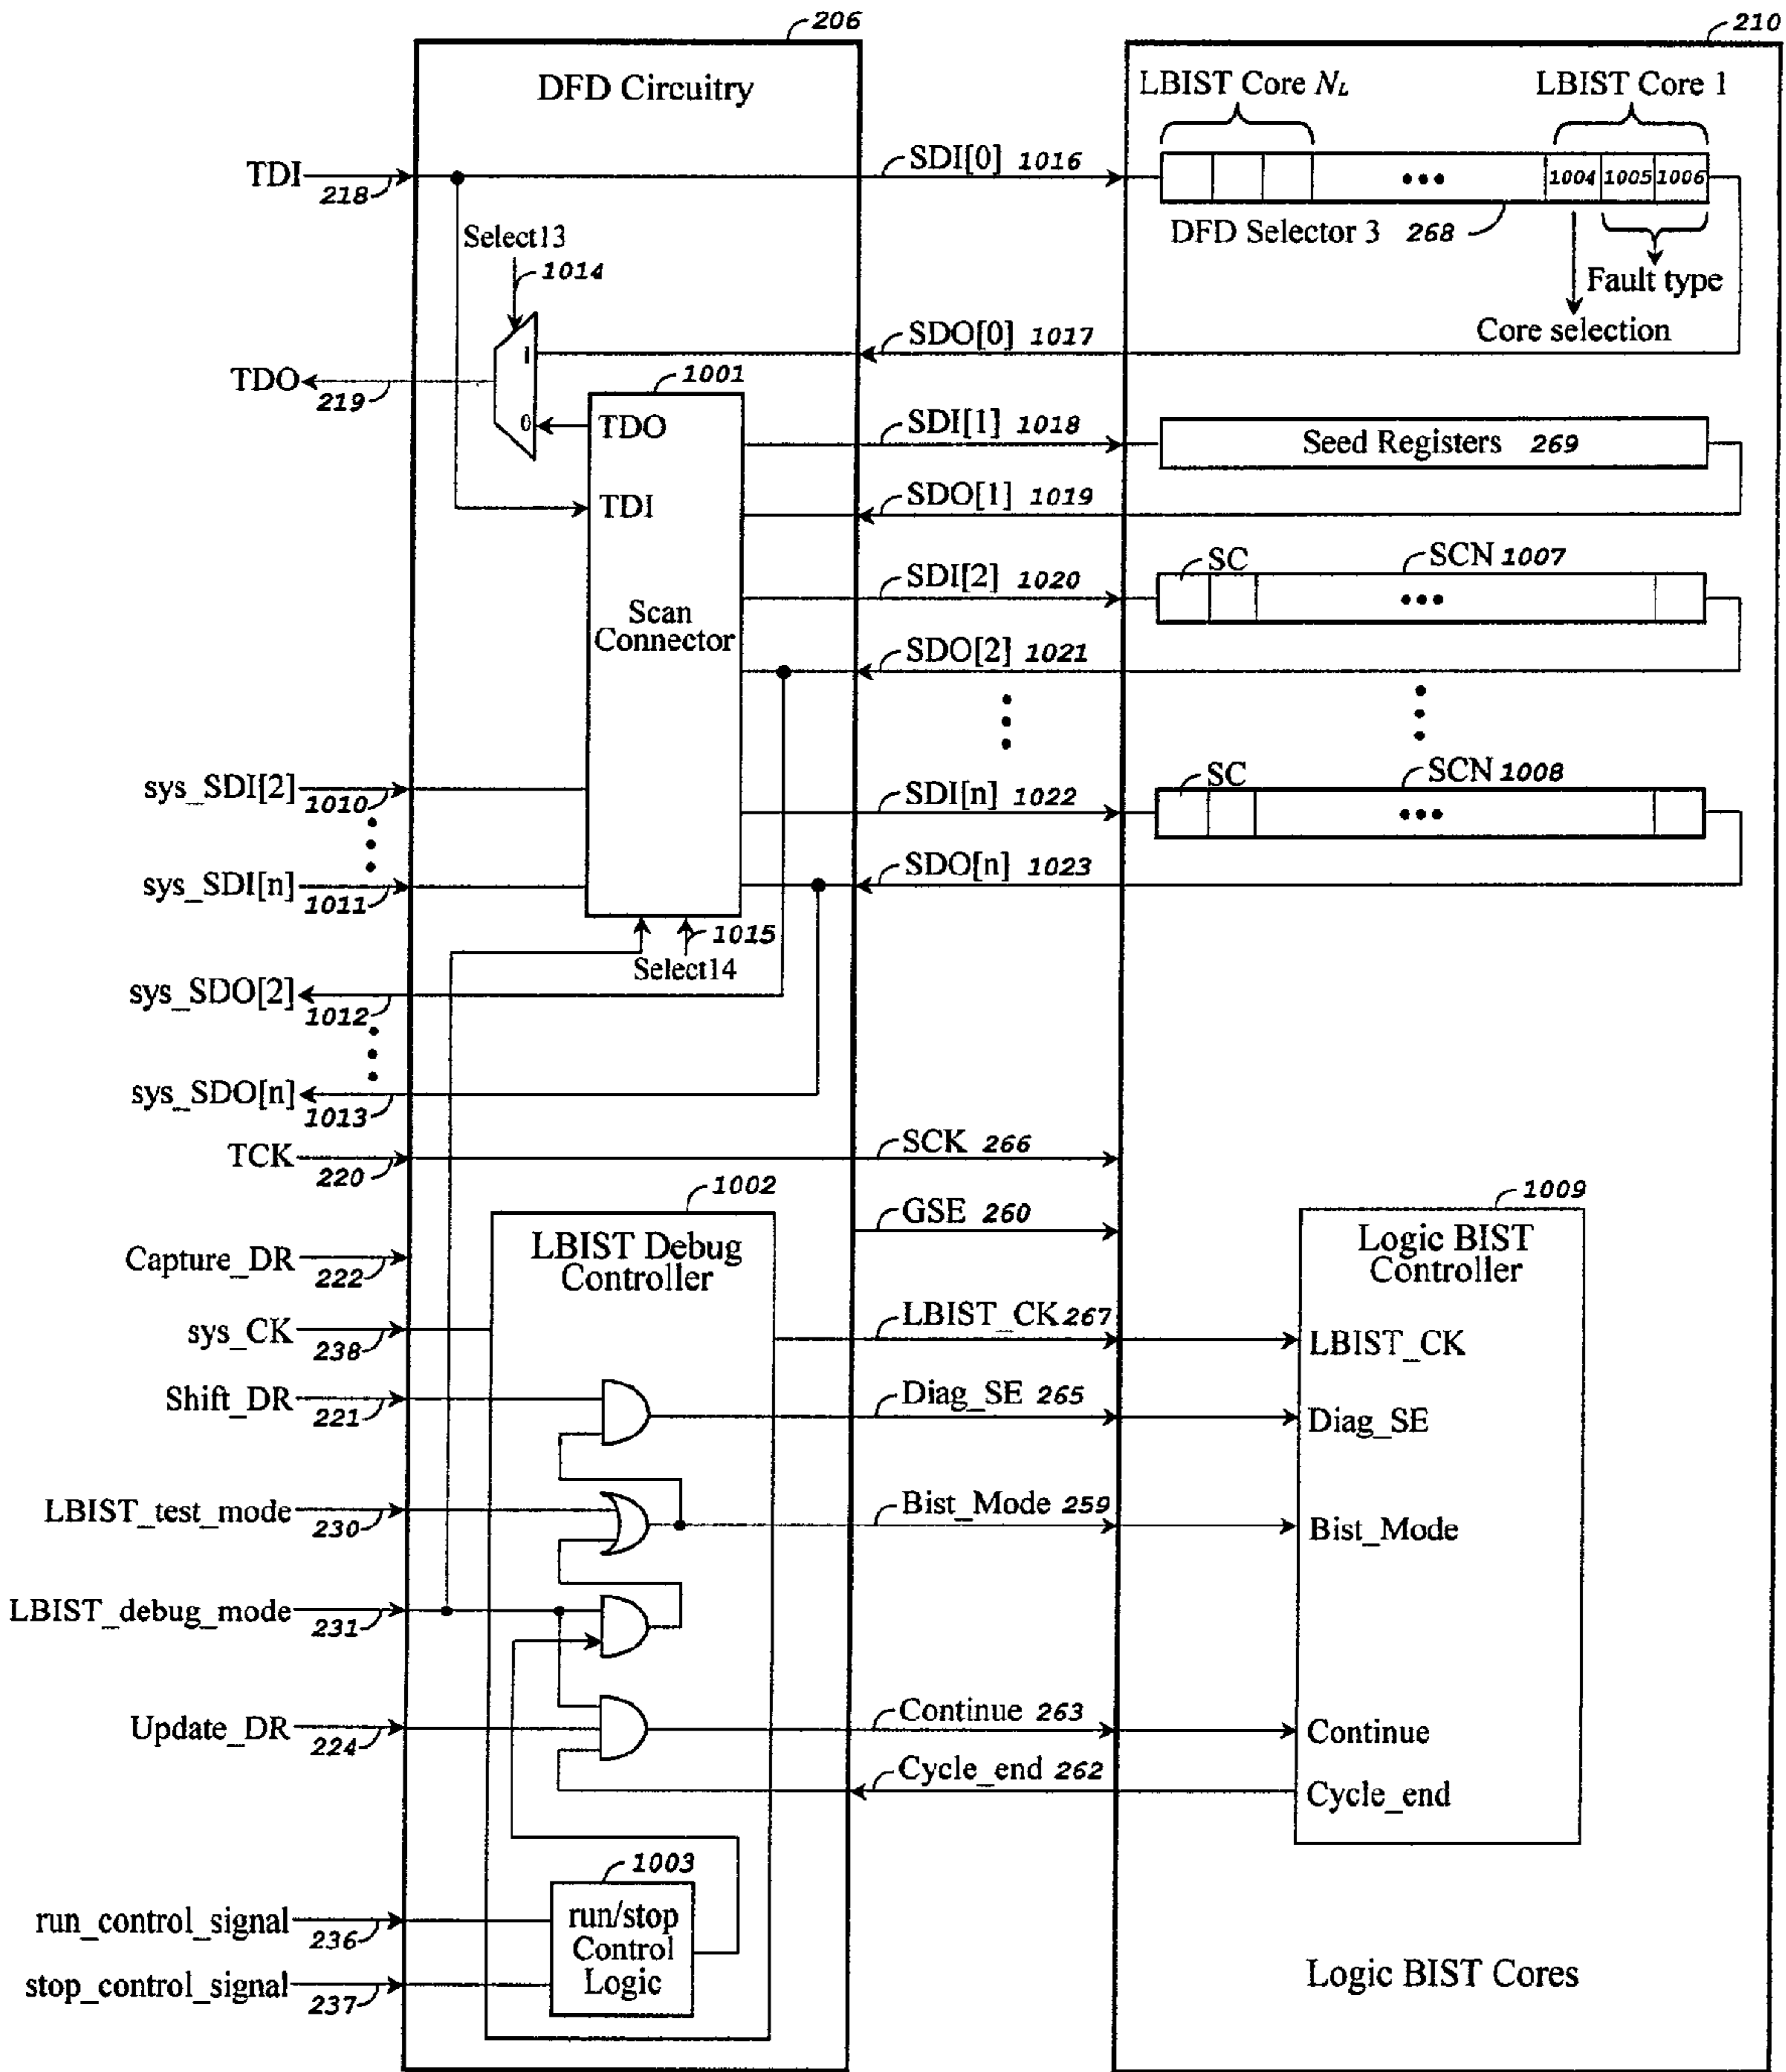 206
210
DFD Circuitry
LBIST Core NL
LBIST Core 1
TDI
218
SDI[0] 1016
1004 1005 1006
DFD Selector 3 268
Fault type
Core selection
Select13
1014
1
0
SDO[0] 1017
TDO
219
1001
TDO
TDI
Scan
Connector
SDI[1] 1018
Seed Registers 269
SDO[1] 1019
SDI[2] 1020
SC
SCN 1007
SDO[2] 1021
sys_SDI[2]
1010
SDI[n] 1022
SC
SCN 1008
sys_SDI[n]
1011
SDO[n] 1023
1015
Select14
sys_SDO[2]
1012
sys_SDO[n]
1013
TCK
220
SCK 266
1002
1009
GSE 260
LBIST Debug
Controller
Logic BIST
Controller
Capture_DR
222
sys_CK
238
LBIST_CK 267
LBIST_CK
Shift_DR
221
Diag_SE 265
Diag_SE
LBIST_test_mode
230
Bist_Mode 259
Bist_Mode
LBIST_debug_mode
231
Update_DR
224
Continue 263
Continue
Cycle_end 262
Cycle_end
1003
run/stop
Control
Logic
run_control_signal
236
stop_control_signal
237
Logic BIST Cores